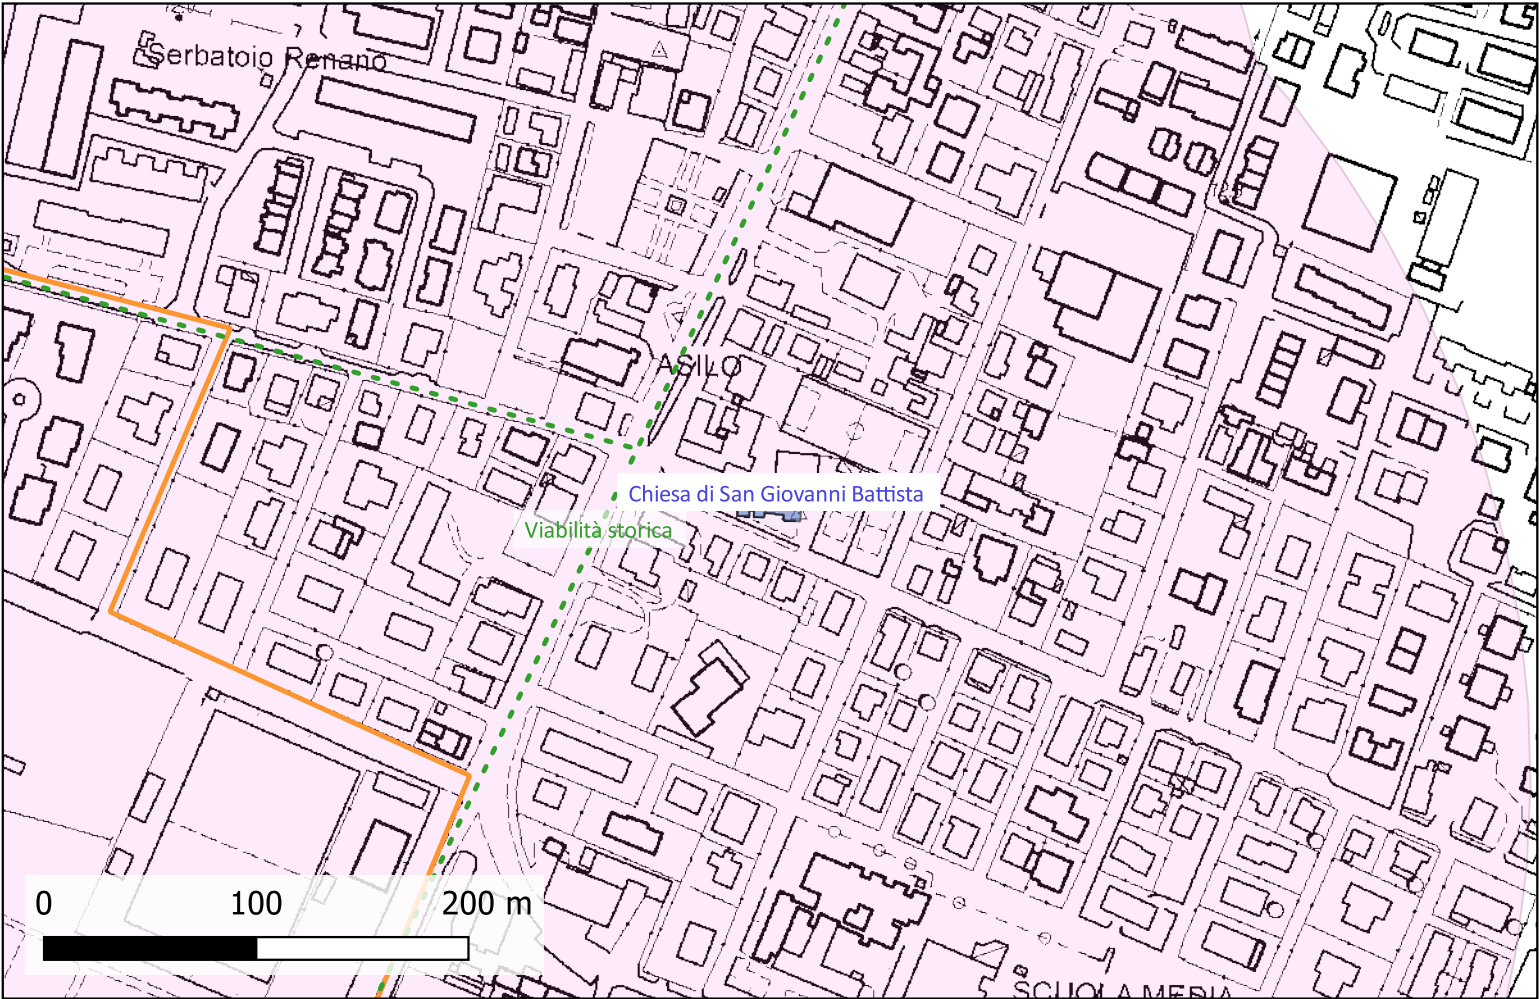 Serbatoio Renano
ASILO
Chiesa di San Giovanni Battista
Viabilità storica
0 100 200 m
SCUOLA MEDIA